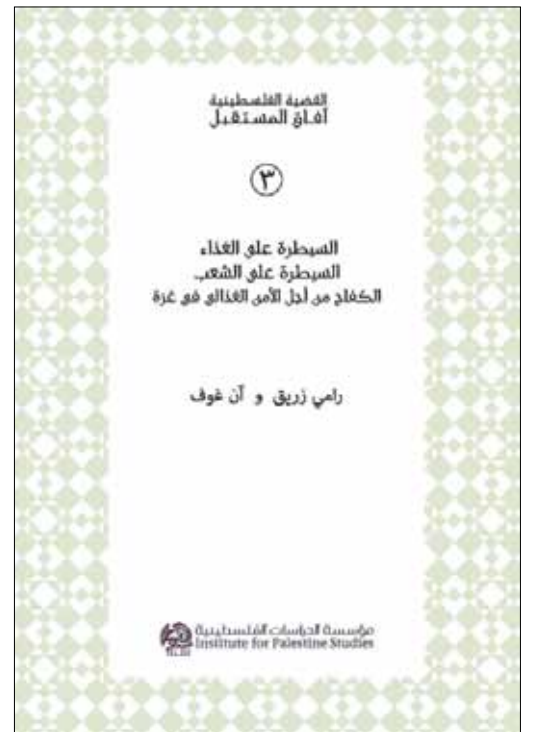 القضية الفلسطينية
آفاق المستقبل
٣
السيطرة على الغذاء
السيطرة على الشعب
الكفاح من أجل الأمن الغذائي في غزة
رامي زريق و آن غوف
مؤسسة الدراسات الفلسطينية
Institute for Palestine Studies